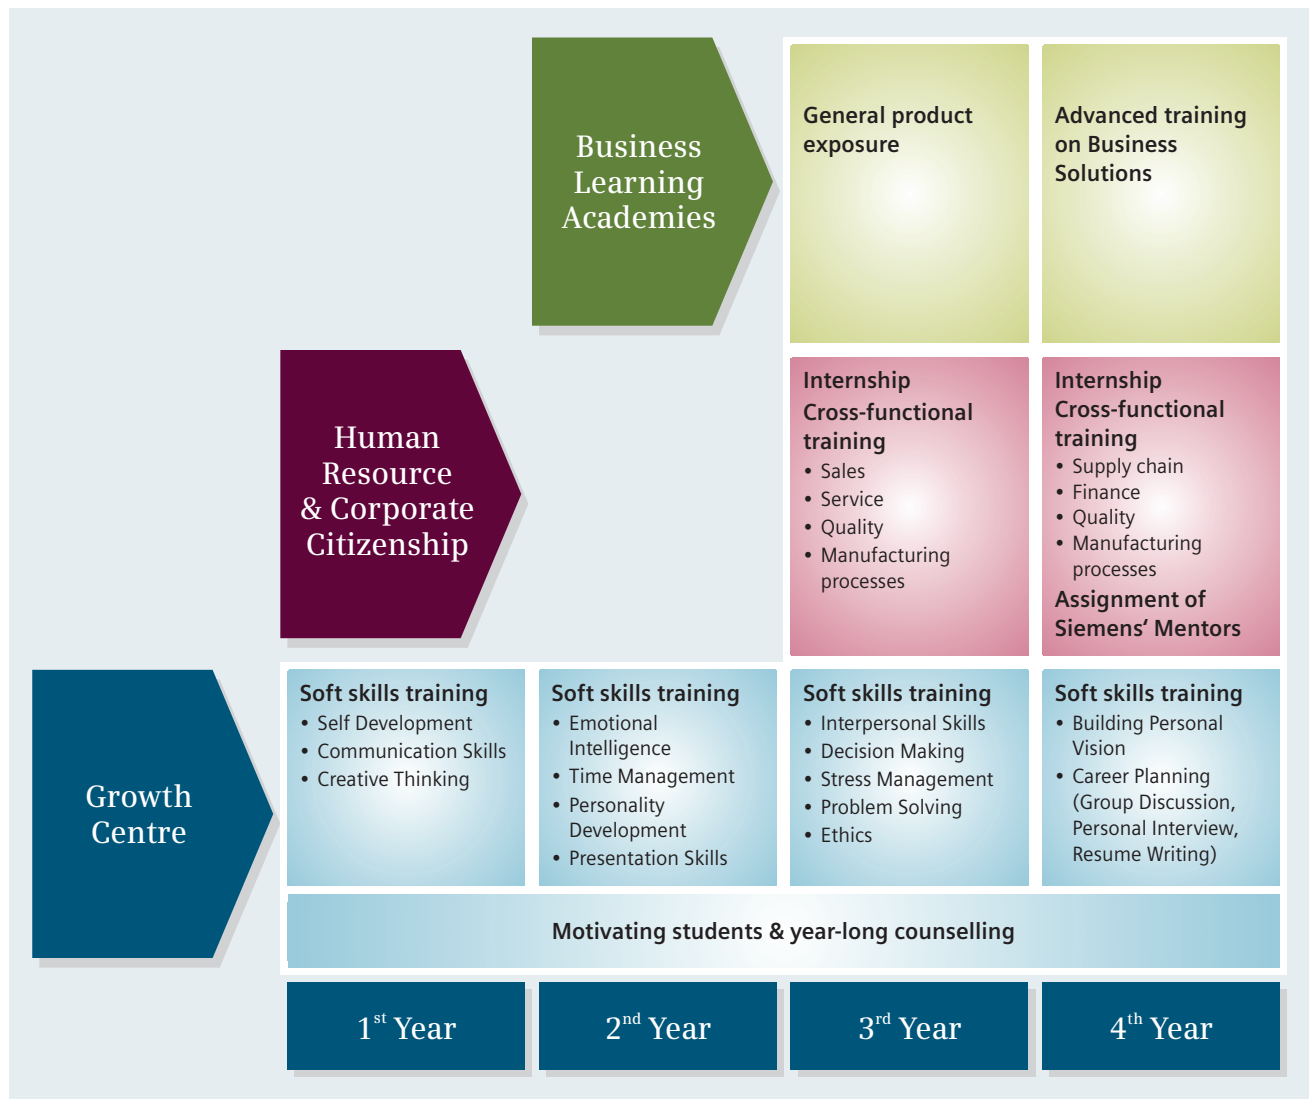 Business
Learning
Academies
General product
exposure
Advanced training
on Business
Solutions
Human
Resource
& Corporate
Citizenship
Internship
Cross-functional
training
• Sales
• Service
• Quality
• Manufacturing
processes
Internship
Cross-functional
training
• Supply chain
• Finance
• Quality
• Manufacturing
processes
Assignment of
Siemens‘ Mentors
Growth
Centre
Soft skills training
• Self Development
• Communication Skills
• Creative Thinking
Soft skills training
• Emotional
Intelligence
• Time Management
• Personality
Development
• Presentation Skills
Soft skills training
• Interpersonal Skills
• Decision Making
• Stress Management
• Problem Solving
• Ethics
Soft skills training
• Building Personal
Vision
• Career Planning
(Group Discussion,
Personal Interview,
Resume Writing)
Motivating students & year-long counselling
1st Year
2nd Year
3rd Year
4th Year